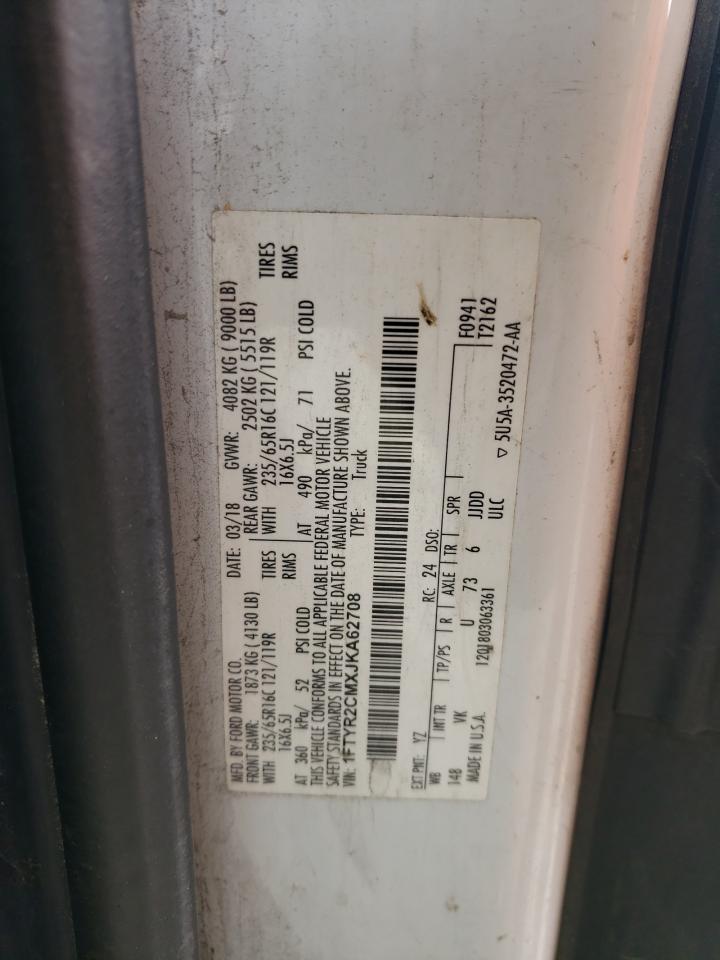 MFD. BY FORD MOTOR CO. DATE: 03/18 GVWR: 4082 KG ( 9000 LB)
FRONT GAWR: 1873 KG ( 4130 LB) REAR GAWR: 2502 KG ( 5515 LB)
WITH 235/65R16C 121/119R TIRES WITH 235/65R16C 121/119R TIRES
16X6.5J RIMS 16X6.5J RIMS
AT 360 kPa/ 52 PSI COLD AT 490 kPa/ 71 PSI COLD
THIS VEHICLE CONFORMS TO ALL APPLICABLE FEDERAL MOTOR VEHICLE
SAFETY STANDARDS IN EFFECT ON THE DATE OF MANUFACTURE SHOWN ABOVE.
VIN: 1FTYR2CMXJKA62708 TYPE: Truck
EXT PNT: YZ RC: 24 DSO: F0941
WB INT TR TP/PS R AXLE TR SPR T2162
148 VK U 73 6 JJDD
MADE IN U.S.A. 1201803063361 ULC ▽ 5U5A-3520472-AA